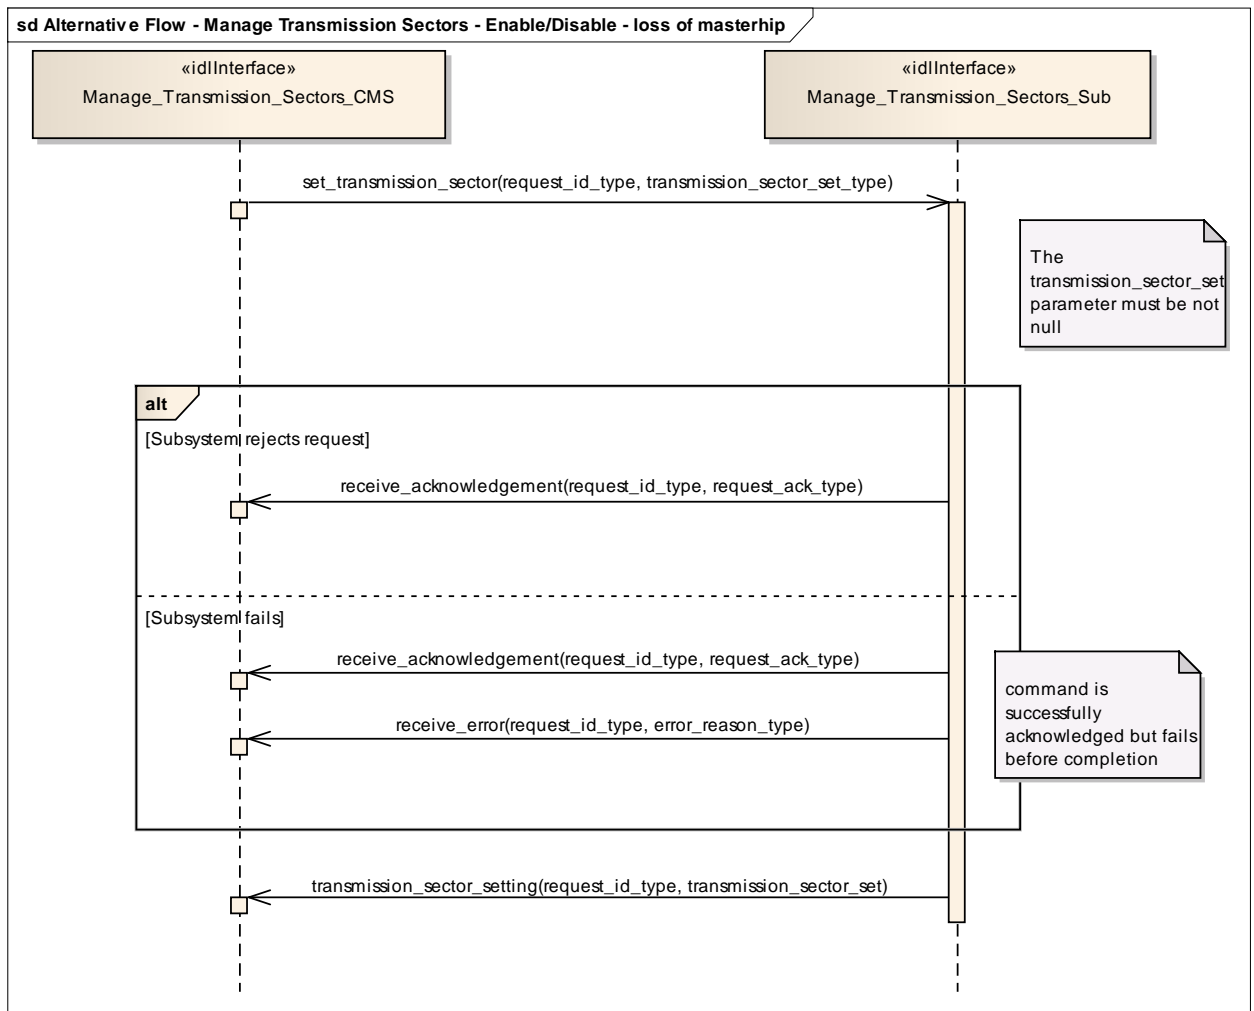 sd Alternative Flow - Manage Transmission Sectors - Enable/Disable - loss of masterhip
«idlInterface»
Manage_Transmission_Sectors_CMS
«idlInterface»
Manage_Transmission_Sectors_Sub
set_transmission_sector(request_id_type, transmission_sector_set_type)
The
transmission_sector_set
parameter must be not
null
alt
[Subsystem rejects request]
receive_acknowledgement(request_id_type, request_ack_type)
[Subsystem fails]
receive_acknowledgement(request_id_type, request_ack_type)
command is
successfully
acknowledged but fails
before completion
receive_error(request_id_type, error_reason_type)
transmission_sector_setting(request_id_type, transmission_sector_set)